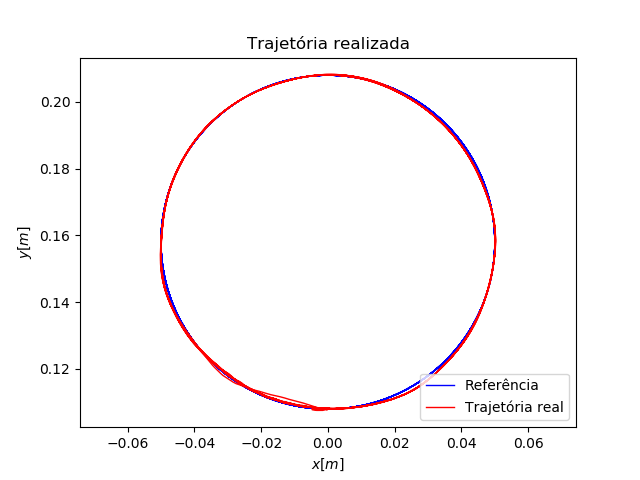 Trajetória realizada
y[m]
0.20
0.18
0.16
0.14
0.12
−0.06
−0.04
−0.02
0.00
0.02
0.04
0.06
x[m]
Referência
Trajetória real